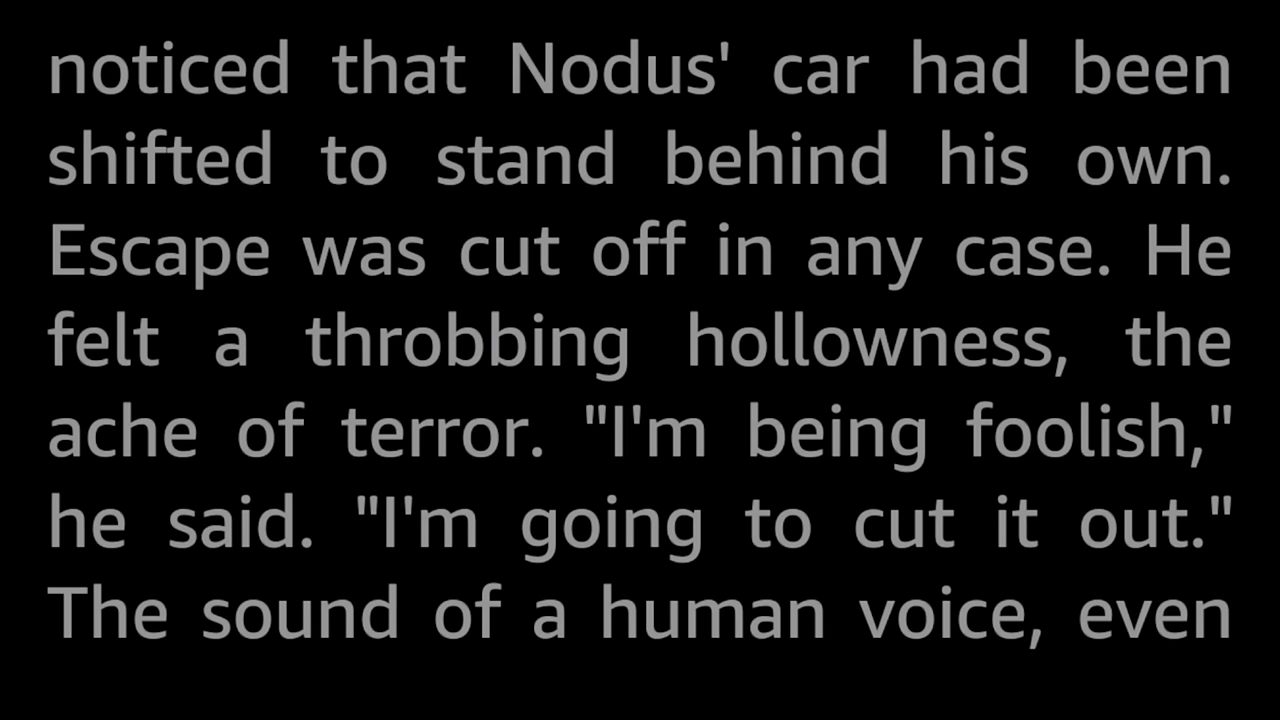 noticed that Nodus' car had been
shifted to stand behind his own.
Escape was cut off in any case. He
felt a throbbing hollowness, the
ache of terror. "I'm being foolish,"
he said. "I'm going to cut it out."
The sound of a human voice, even